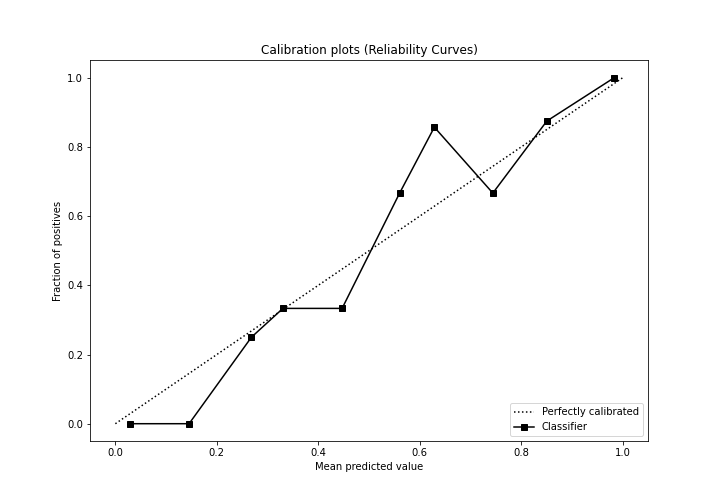 Calibration plots (Reliability Curves)
1.0
0.8
0.6
0.4
0.2
0.0
Fraction of positives
0.0 0.2 0.4 0.6 0.8 1.0
Mean predicted value
Perfectly calibrated
Classifier